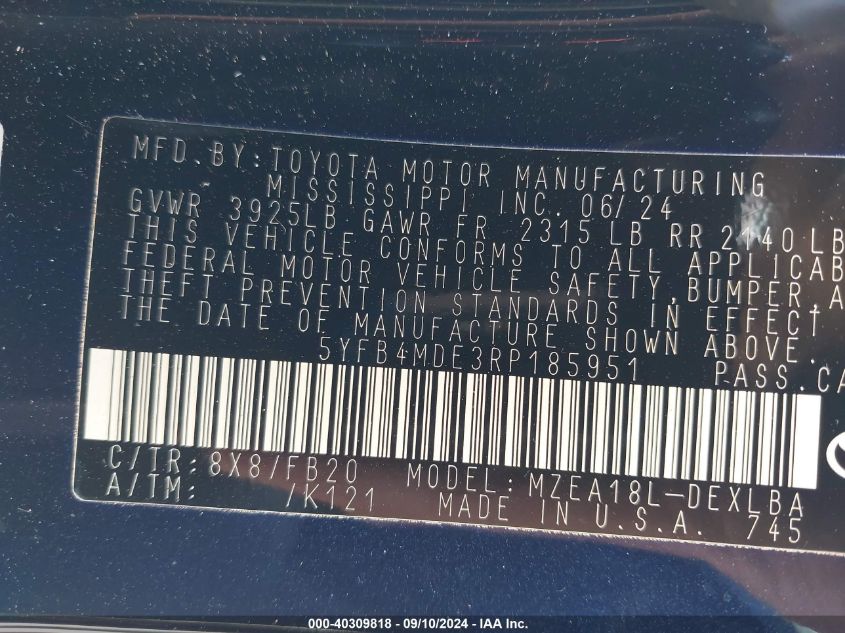 MFD.BY:TOYOTA MOTOR MANUFACTURING
MISSISSIPPI INC. 06/24
GVWR 3925LB GAWR FR 2315 LB RR 2140 LB
THIS VEHICLE CONFORMS TO ALL APPLICAB
FEDERAL MOTOR VEHICLE SAFETY,BUMPER,A
THEFT PREVENTION STANDARDS IN EFFECT
THE DATE OF MANUFACTURE SHOWN ABOVE.
5YFB4MDE3RP185951 PASS.CA
C/TR:8X8/FB20 MODEL:MZEA18L-DEXLBA
A/TM: /K121 MADE IN U.S.A. 745
000-40309818 - 09/10/2024 - IAA Inc.